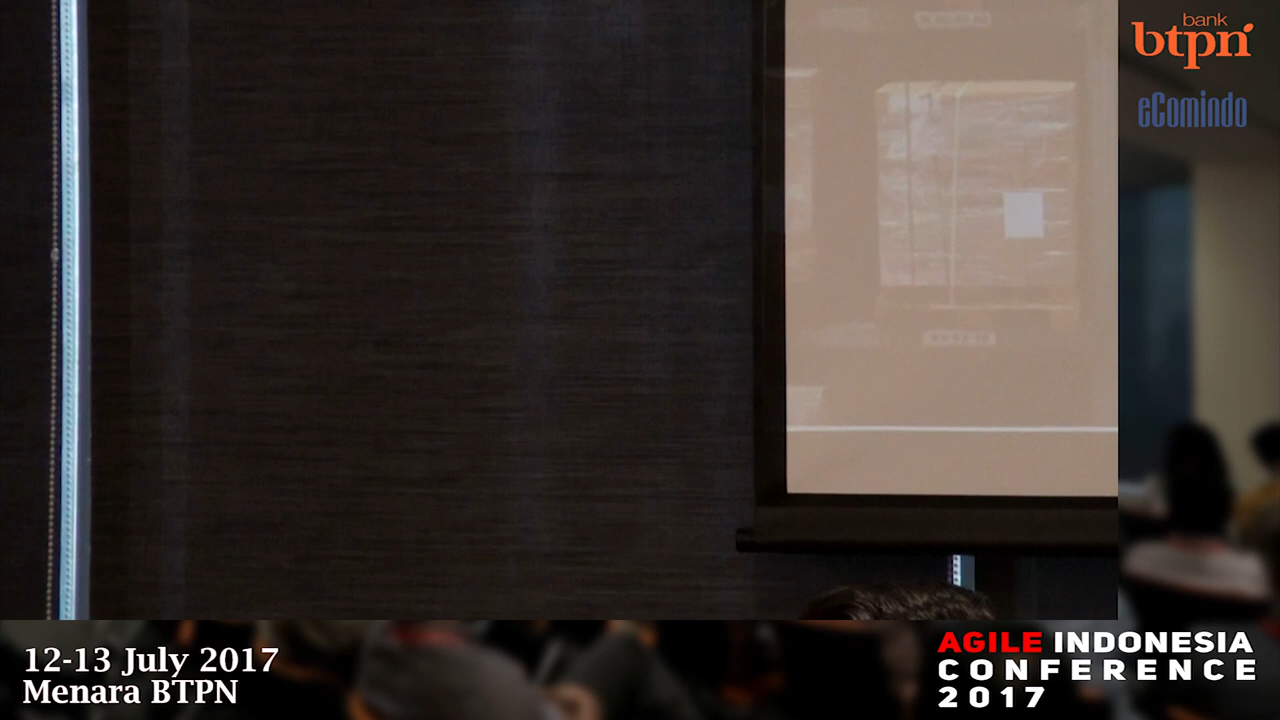 bank
btpn
eComindo
12-13 July 2017
Menara BTPN
AGILE INDONESIA
CONFERENCE
2017